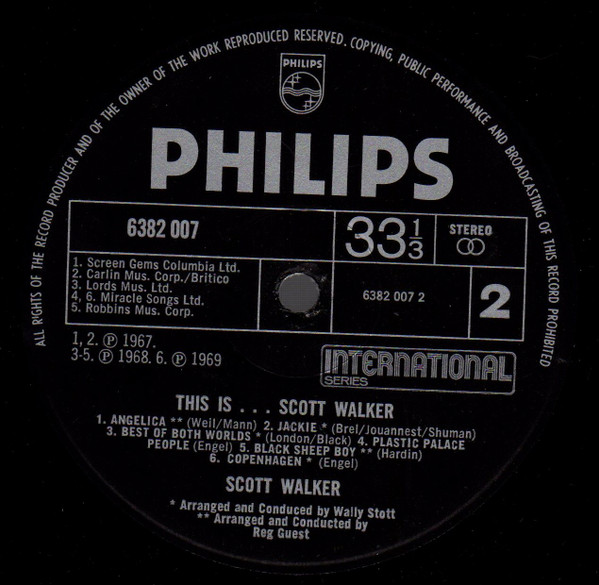 ALL RIGHTS OF THE RECORD PRODUCER AND OF THE OWNER OF THE WORK REPRODUCED RESERVED. COPYING, PUBLIC PERFORMANCE AND BROADCASTING OF THIS RECORD PROHIBITED
PHILIPS
PHILIPS
6382 007
33 1/3
STEREO
1. Screen Gems Columbia Ltd.
2. Carlin Mus. Corp./Britico
3. Lords Mus. Ltd.
4, 6. Miracle Songs Ltd.
5. Robbins Mus. Corp.
6382 007 2
2
1, 2. Ⓟ 1967.
3-5. Ⓟ 1968. 6. Ⓟ 1969
INTERNATIONAL
SERIES
THIS IS . . . SCOTT WALKER
1. ANGELICA ** (Weil/Mann) 2. JACKIE * (Brel/Jouannest/Shuman)
3. BEST OF BOTH WORLDS * (London/Black) 4. PLASTIC PALACE
PEOPLE (Engel) 5. BLACK SHEEP BOY ** (Hardin)
6. COPENHAGEN * (Engel)
SCOTT WALKER
* Arranged and Conduced by Wally Stott
** Arranged and Conducted by
Reg Guest